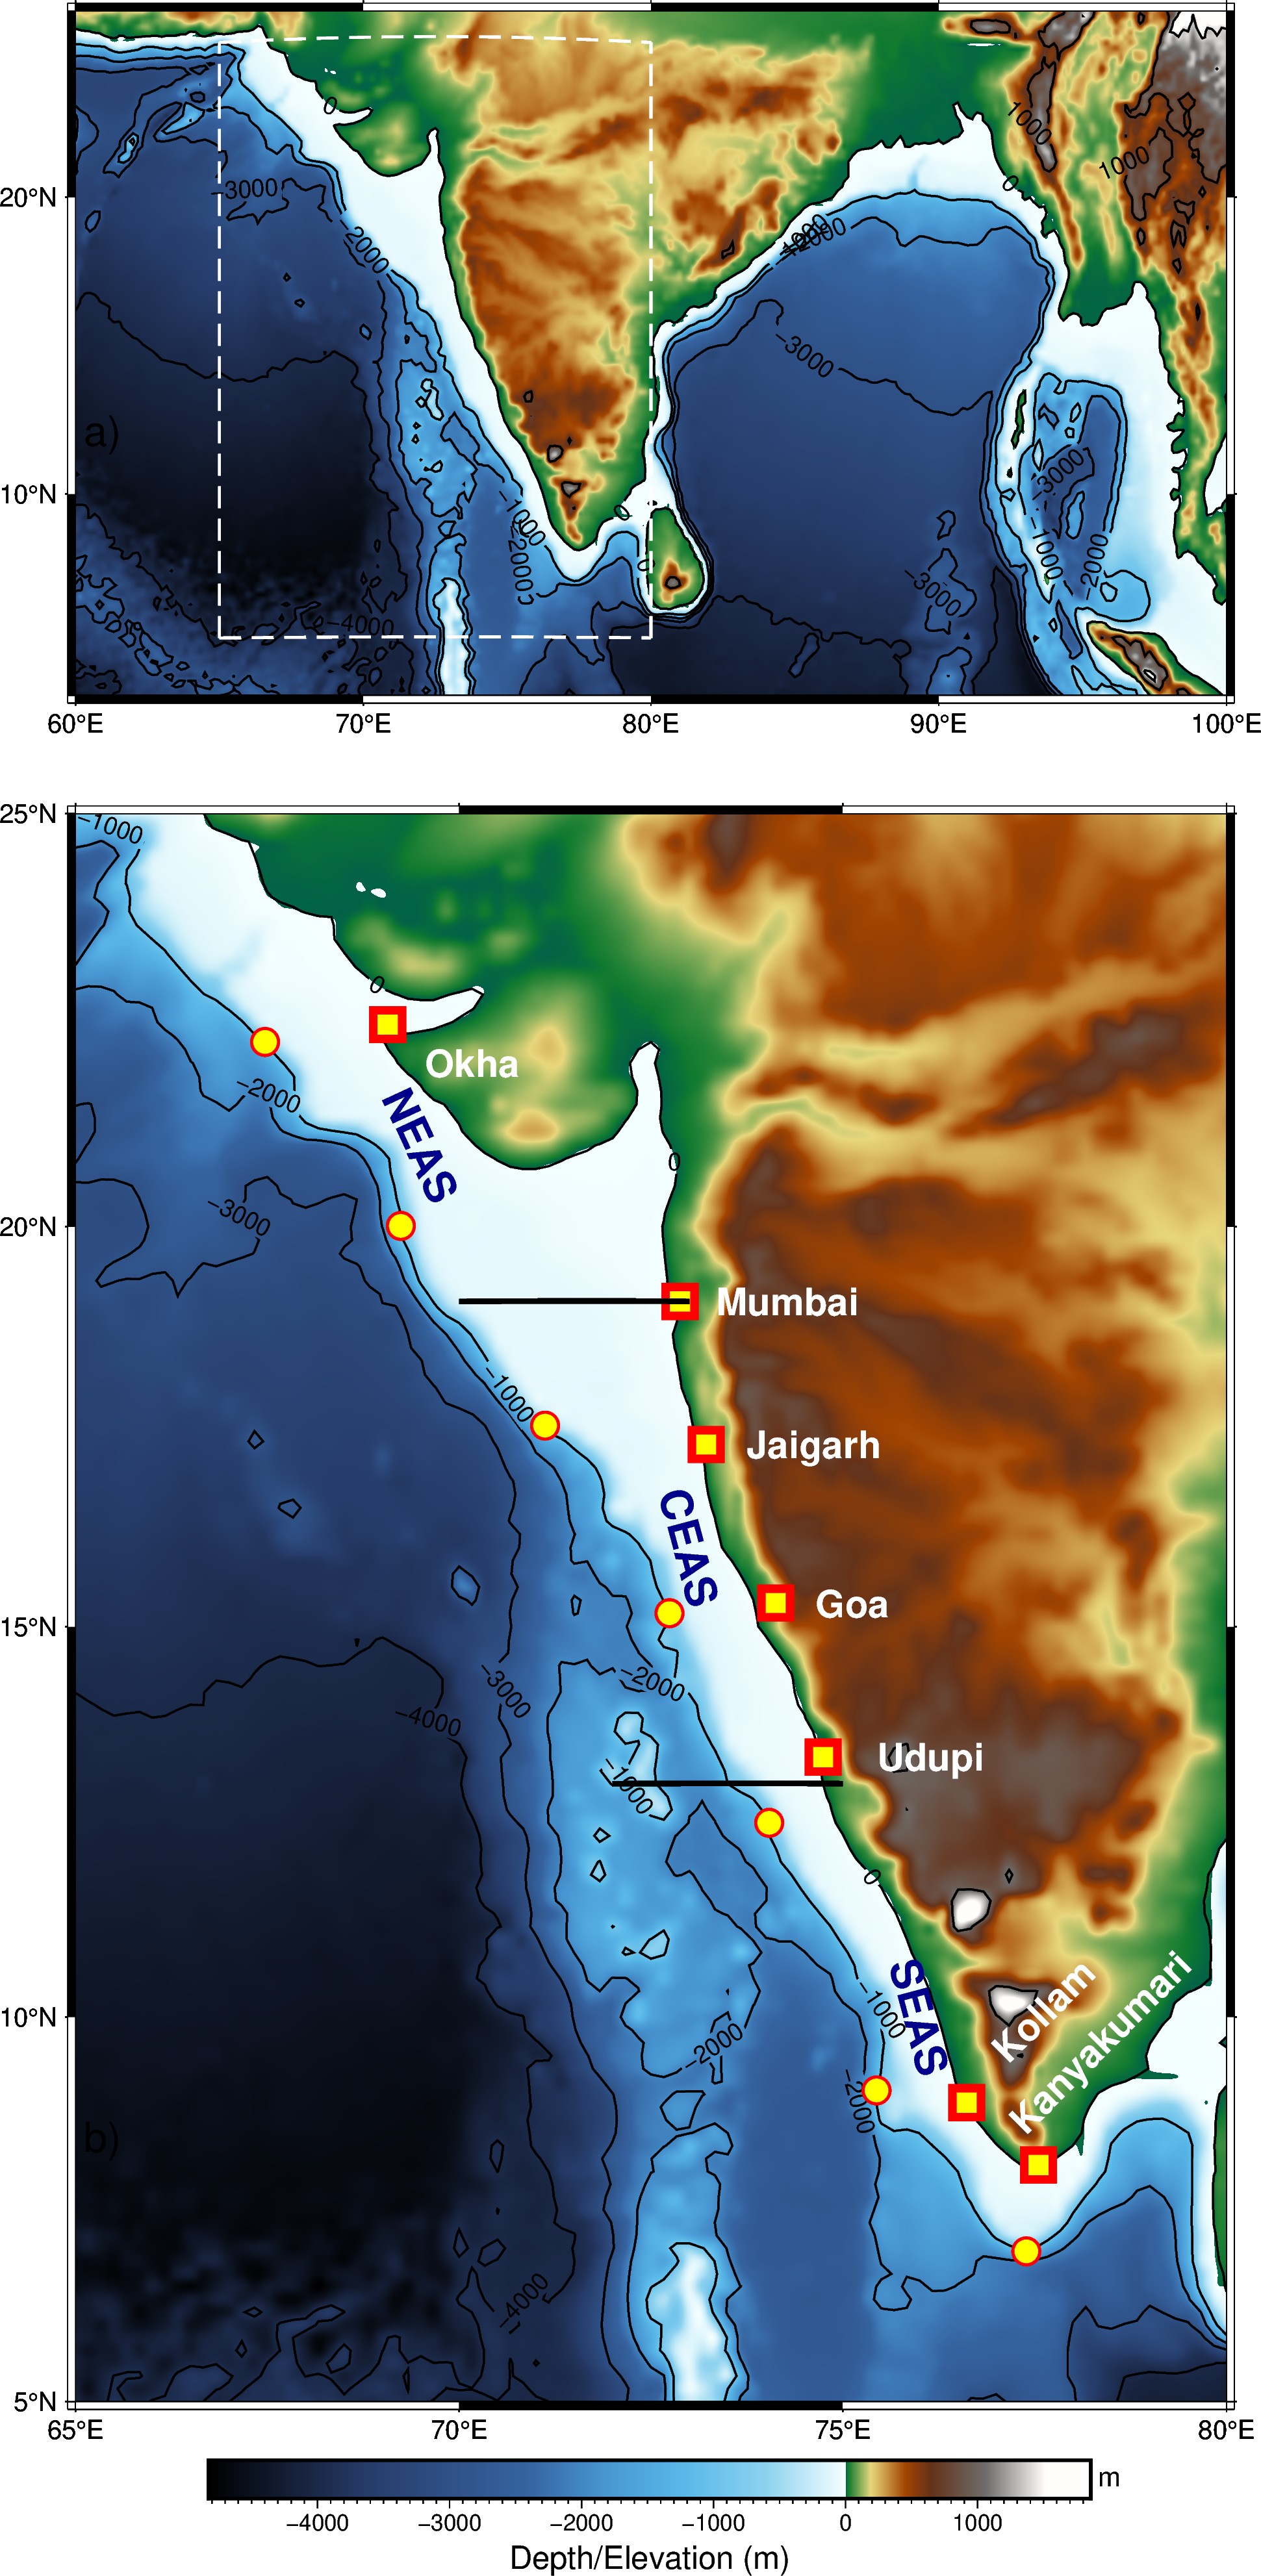 0
1000
1000
−3000
20°N
0
−2000
−3000
a)
10°N
−1000
−2000
0
0
0
−3000
−1000
−2000
−3000
−4000
60°E 70°E 80°E 90°E 100°E
25°N
−1000
0
Okha
−2000
NEAS
0
−3000
20°N
Mumbai
−1000
Jaigarh
CEAS
Goa
15°N
−3000
−2000
−4000
Udupi
−1000
0
SEAS
Kollam
Kanyakumari
−1000
10°N
−2000
−2000
b)
−4000
5°N
65°E 70°E 75°E 80°E
m
−4000 −3000 −2000 −1000 0 1000
Depth/Elevation (m)